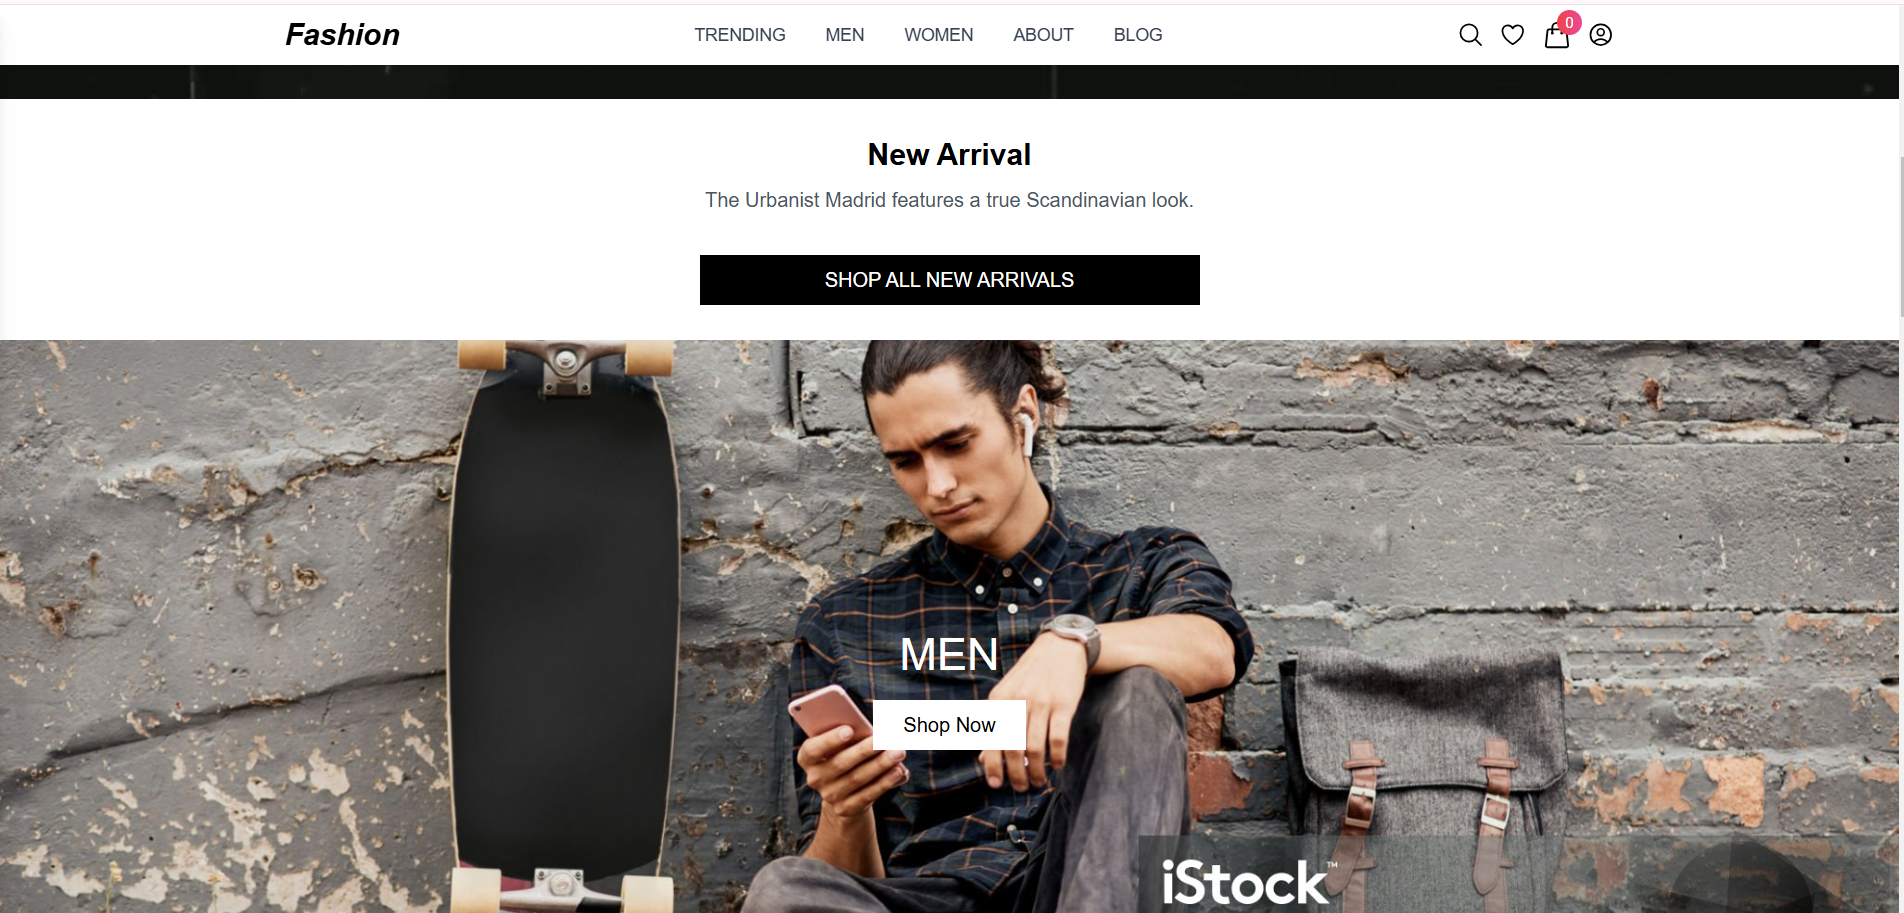 Fashion
TRENDING MEN WOMEN ABOUT BLOG
0
New Arrival
The Urbanist Madrid features a true Scandinavian look.
SHOP ALL NEW ARRIVALS
MEN
Shop Now
iStock™